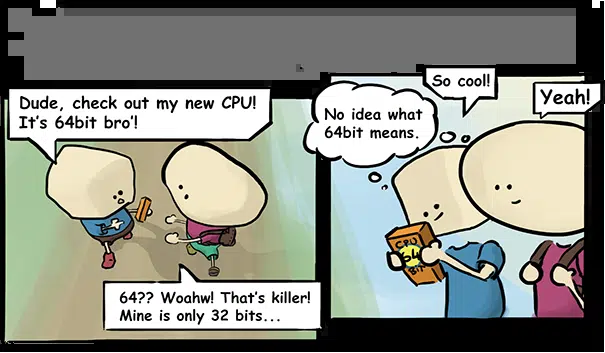 Dude, check out my new CPU!
It's 64bit bro'!
64?? Woahw! That's killer!
Mine is only 32 bits...
No idea what
64bit means.
So cool!
Yeah!
CPU
64
BIT